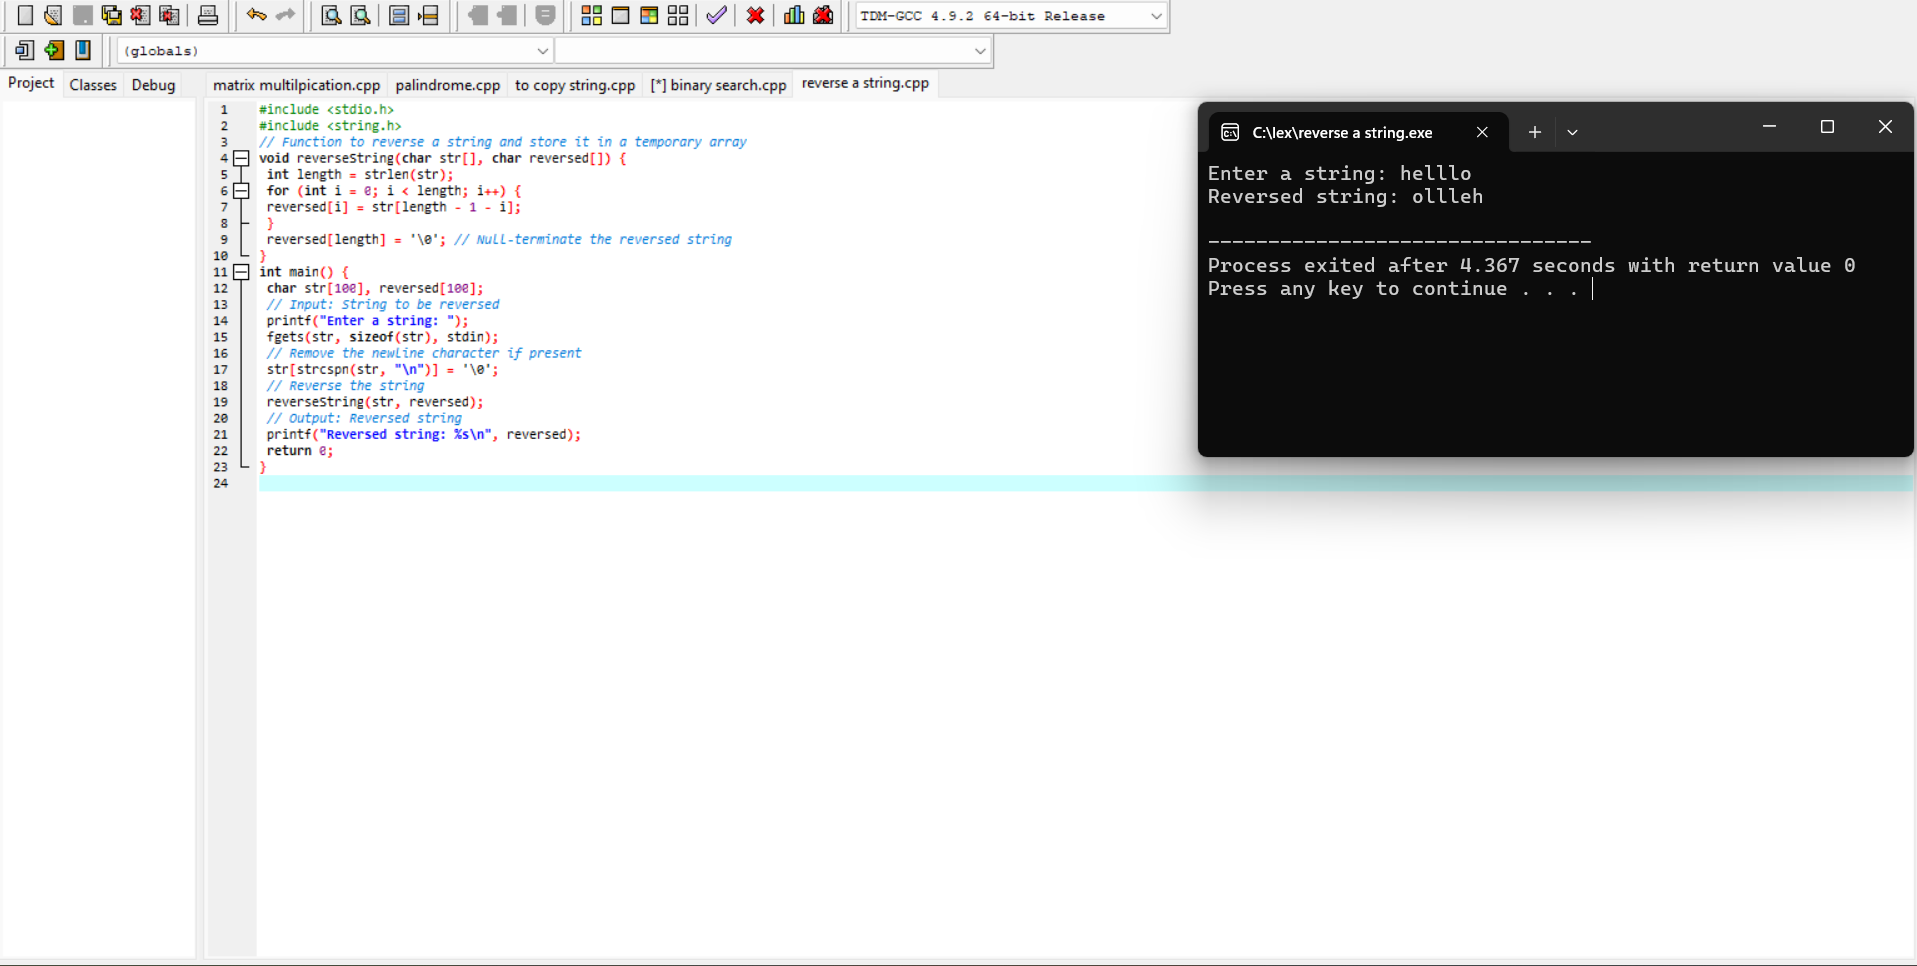 TDM-GCC 4.9.2 64-bit Release
(globals)
Project Classes Debug
matrix multilpication.cpp palindrome.cpp to copy string.cpp [*] binary search.cpp reverse a string.cpp
1 #include <stdio.h>
2 #include <string.h>
3 // Function to reverse a string and store it in a temporary array
4 void reverseString(char str[], char reversed[]) {
5 int length = strlen(str);
6 for (int i = 0; i < length; i++) {
7 reversed[i] = str[length - 1 - i];
8 }
9 reversed[length] = '\0'; // Null-terminate the reversed string
10 }
11 int main() {
12 char str[100], reversed[100];
13 // Input: String to be reversed
14 printf("Enter a string: ");
15 fgets(str, sizeof(str), stdin);
16 // Remove the newline character if present
17 str[strcspn(str, "\n")] = '\0';
18 // Reverse the string
19 reverseString(str, reversed);
20 // Output: Reversed string
21 printf("Reversed string: %s\n", reversed);
22 return 0;
23 }
24
C:\lex\reverse a string.exe
Enter a string: helllo
Reversed string: ollleh
--------------------------------
Process exited after 4.367 seconds with return value 0
Press any key to continue . . .